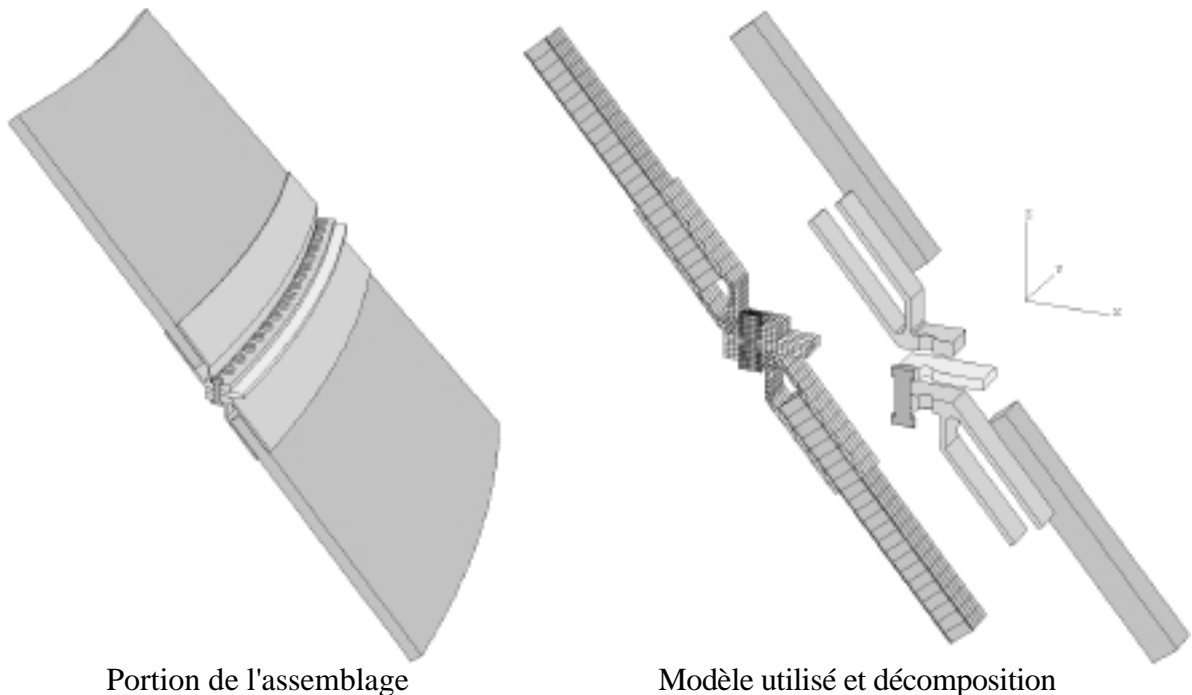 Z
Y
X
Portion de l'assemblage
Modèle utilisé et décomposition